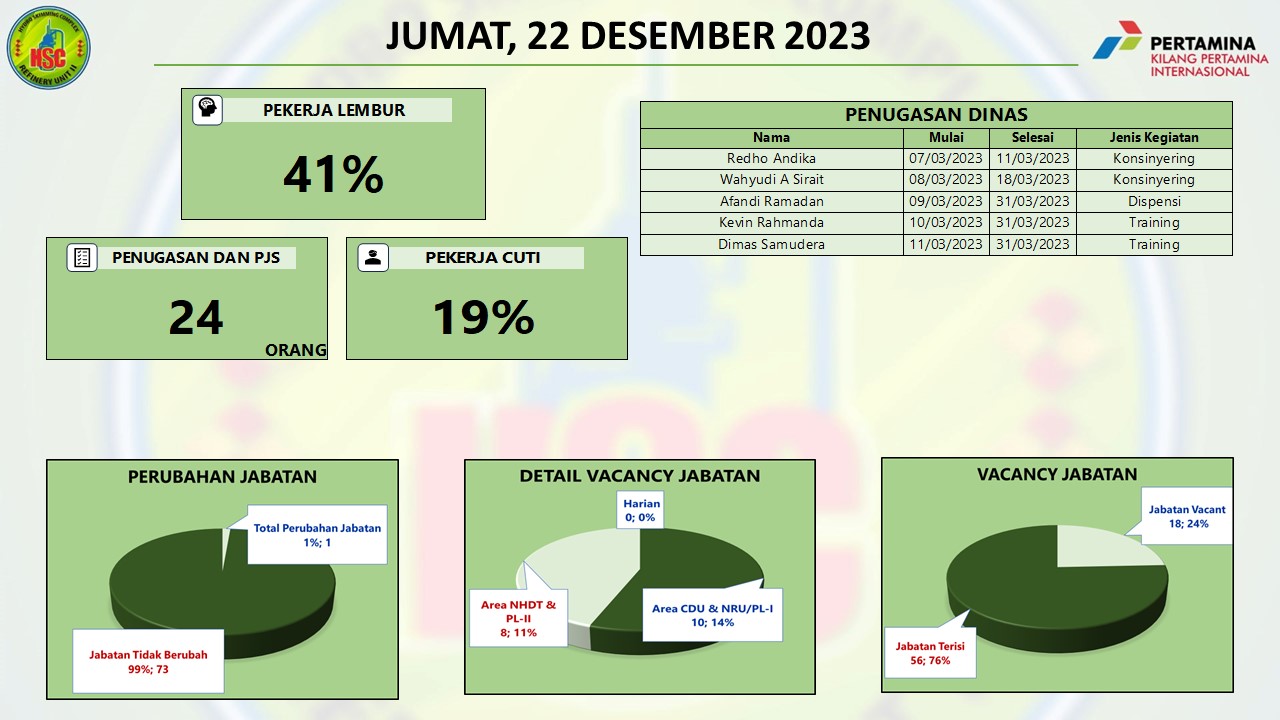 HYDRO SKIMMING COMPLEX
HSC
REFINERY UNIT II
JUMAT, 22 DESEMBER 2023
PERTAMINA
KILANG PERTAMINA
INTERNASIONAL
PEKERJA LEMBUR
41%
PENUGASAN DAN PJS
24
ORANG
PEKERJA CUTI
19%
PENUGASAN DINAS
Nama Mulai Selesai Jenis Kegiatan
Redho Andika 07/03/2023 11/03/2023 Konsinyering
Wahyudi A Sirait 08/03/2023 18/03/2023 Konsinyering
Afandi Ramadan 09/03/2023 31/03/2023 Dispensi
Kevin Rahmanda 10/03/2023 31/03/2023 Training
Dimas Samudera 11/03/2023 31/03/2023 Training
PERUBAHAN JABATAN
Total Perubahan Jabatan
1%; 1
Jabatan Tidak Berubah
99%; 73
DETAIL VACANCY JABATAN
Harian
0; 0%
Area NHDT &
PL-II
8; 11%
Area CDU & NRU/PL-I
10; 14%
VACANCY JABATAN
Jabatan Vacant
18; 24%
Jabatan Terisi
56; 76%
HSC